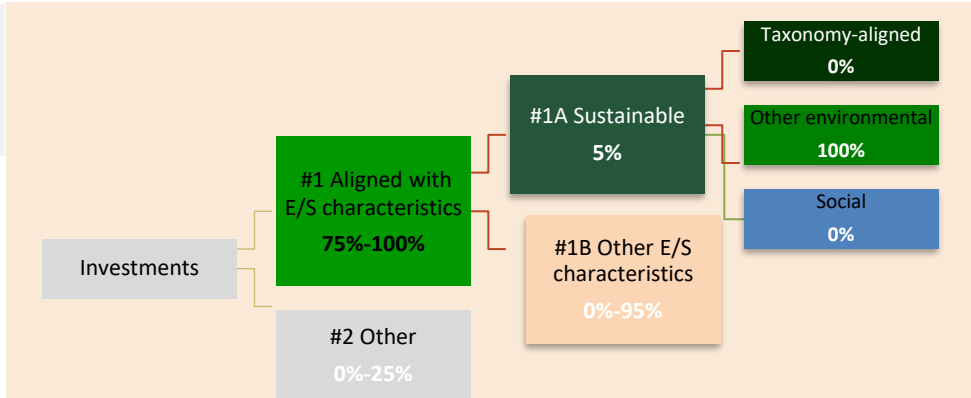 Investments
#1 Aligned with
E/S characteristics
75%-100%
#2 Other
0%-25%
#1A Sustainable
5%
#1B Other E/S
characteristics
0%-95%
Taxonomy-aligned
0%
Other environmental
100%
Social
0%